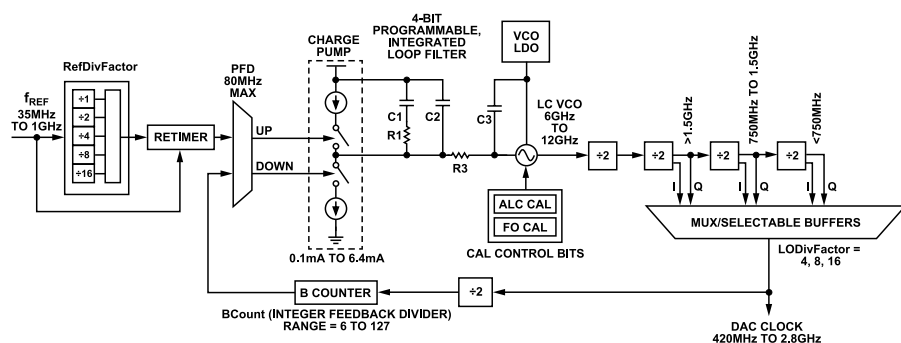 4-BIT
PROGRAMMABLE,
INTEGRATED
LOOP FILTER
VCO
LDO
CHARGE
PUMP
RefDivFactor
PFD
80MHz
MAX
fREF
35MHz
TO 1GHz
÷1
÷2
÷4
÷8
÷16
RETIMER
UP
DOWN
C1
R1
C2
C3
R3
LC VCO
6GHz
TO
12GHz
÷2
÷2
>1.5GHz
÷2
750MHz TO 1.5GHz
÷2
<750MHz
I
Q
I
Q
I
Q
ALC CAL
FO CAL
CAL CONTROL BITS
MUX/SELECTABLE BUFFERS
LODivFactor =
4, 8, 16
0.1mA TO 6.4mA
B COUNTER
÷2
BCount (INTEGER FEEDBACK DIVIDER)
RANGE = 6 TO 127
DAC CLOCK
420MHz TO 2.8GHz